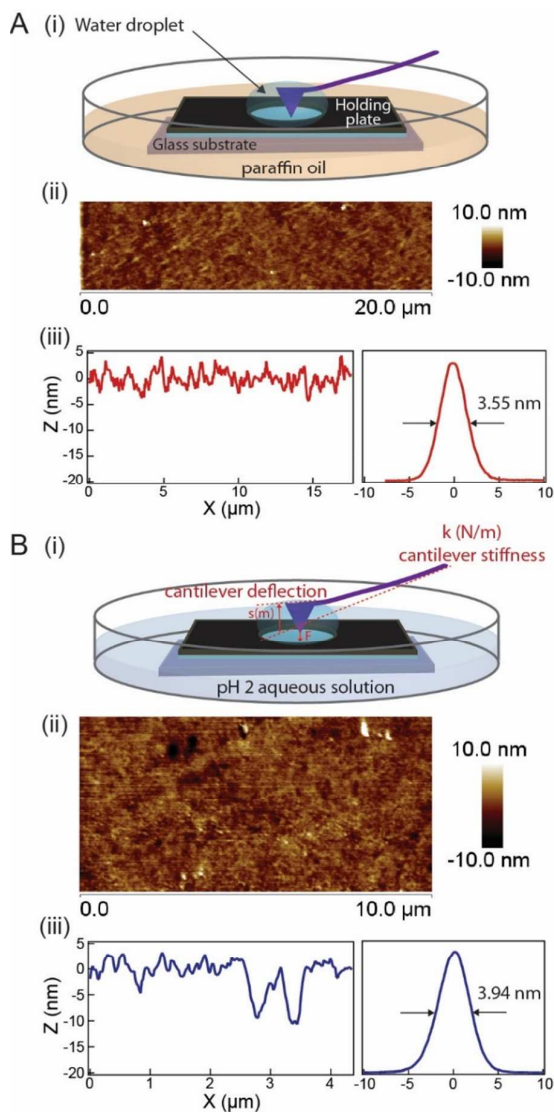 A (i)
Water droplet
Holding
plate
Glass substrate
paraffin oil
(ii)
10.0 nm
-10.0 nm
0.0 20.0 µm
(iii)
Z (nm)
5
0
-5
-10
-15
-20
0 5 10 15
X (µm)
3.55 nm
-10 -5 0 5 10
B (i)
k (N/m)
cantilever stiffness
cantilever deflection
s(m)
F
pH 2 aqueous solution
(ii)
10.0 nm
-10.0 nm
0.0 10.0 µm
(iii)
Z (nm)
5
0
-5
-10
-15
-20
0 1 2 3 4
X (µm)
3.94 nm
-10 -5 0 5 10